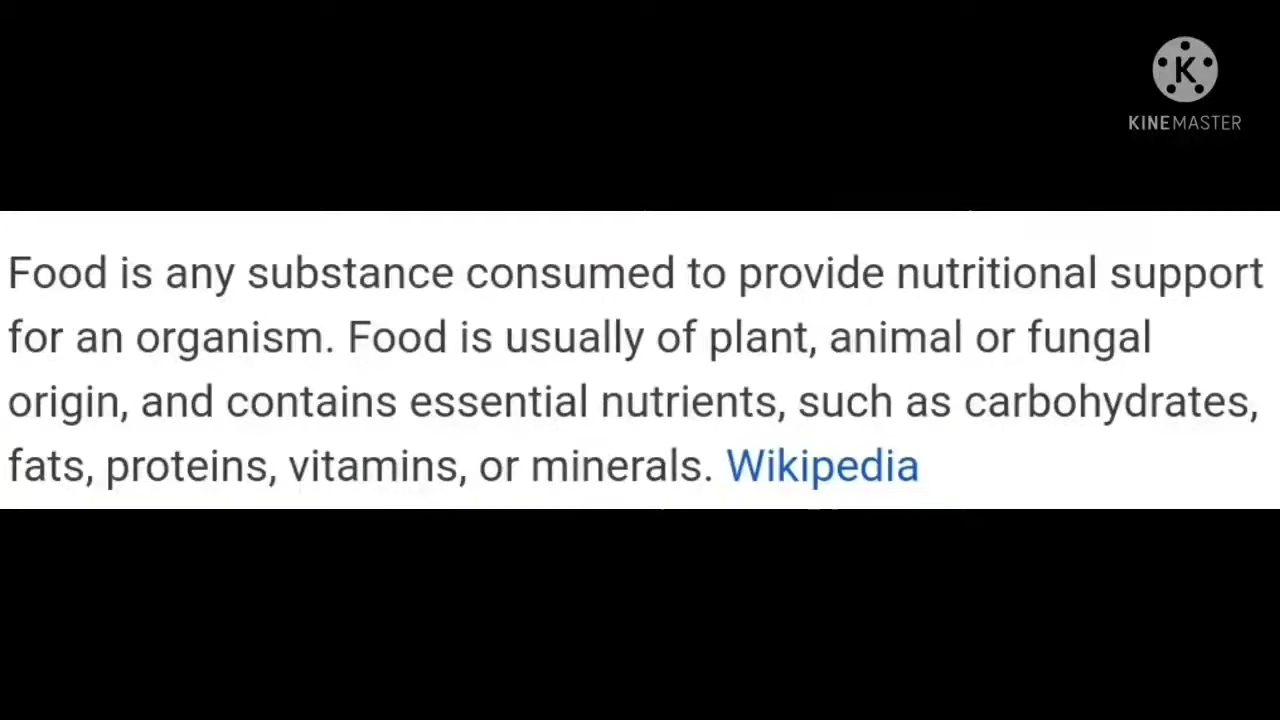 K
KINEMASTER
Food is any substance consumed to provide nutritional support
for an organism. Food is usually of plant, animal or fungal
origin, and contains essential nutrients, such as carbohydrates,
fats, proteins, vitamins, or minerals. Wikipedia